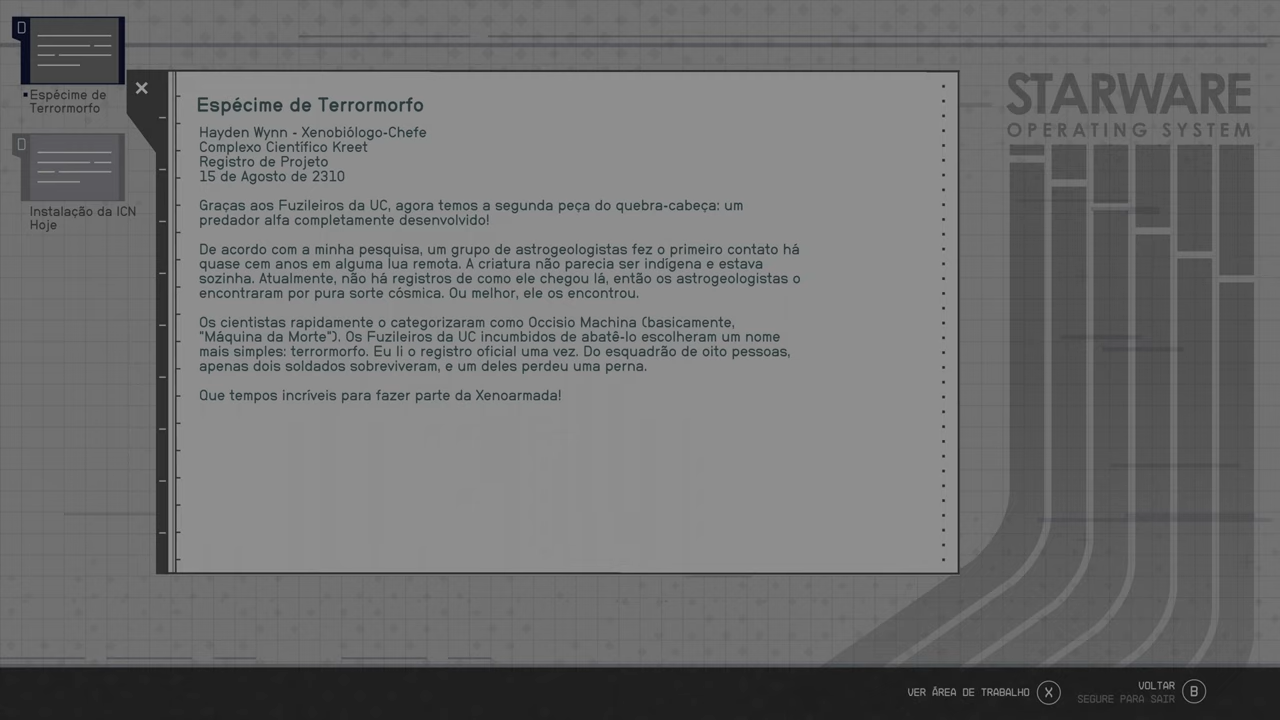 Espécime de
Terrormorfo
Instalação da ICN
Hoje
Espécime de Terrormorfo
Hayden Wynn - Xenobiólogo-Chefe
Complexo Científico Kreet
Registro de Projeto
15 de Agosto de 2310
Graças aos Fuzileiros da UC, agora temos a segunda peça do quebra-cabeça: um
predador alfa completamente desenvolvido!
De acordo com a minha pesquisa, um grupo de astrogeologistas fez o primeiro contato há
quase cem anos em alguma lua remota. A criatura não parecia ser indígena e estava
sozinha. Atualmente, não há registros de como ele chegou lá, então os astrogeologistas o
encontraram por pura sorte cósmica. Ou melhor, ele os encontrou.
Os cientistas rapidamente o categorizaram como Occisio Machina (basicamente,
"Máquina da Morte"). Os Fuzileiros da UC incumbidos de abatê-lo escolheram um nome
mais simples: terrormorfo. Eu li o registro oficial uma vez. Do esquadrão de oito pessoas,
apenas dois soldados sobreviveram, e um deles perdeu uma perna.
Que tempos incríveis para fazer parte da Xenoarmada!
STARWARE
OPERATING SYSTEM
VER ÁREA DE TRABALHO X
VOLTAR B
SEGURE PARA SAIR